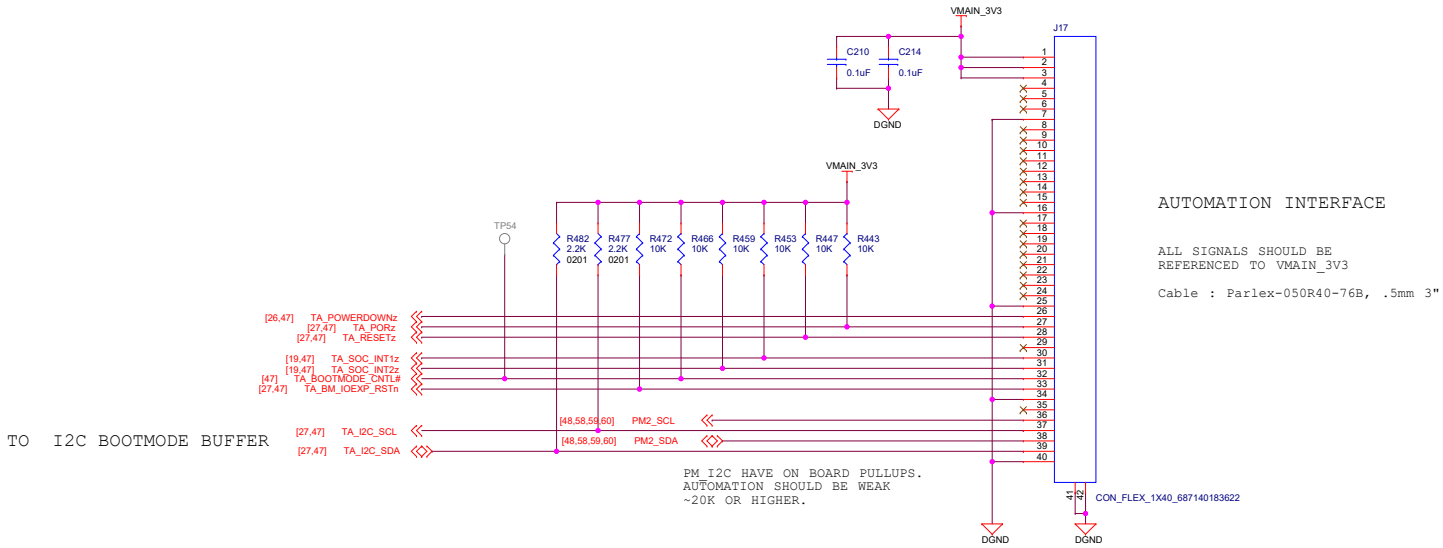 VMAIN_3V3
J17
C210
0.1uF
C214
0.1uF
DGND
1
2
3
4
5
6
7
8
9
10
11
12
13
14
15
16
17
18
19
20
21
22
23
24
25
26
27
28
29
30
31
32
33
34
35
36
37
38
39
40
41
42
CON_FLEX_1X40_687140183622
DGND
DGND
VMAIN_3V3
TP54
R482
2.2K
0201
R477
2.2K
0201
R472
10K
R466
10K
R459
10K
R453
10K
R447
10K
R443
10K
AUTOMATION INTERFACE
ALL SIGNALS SHOULD BE
REFERENCED TO VMAIN_3V3
Cable : Parlex-050R40-76B, .5mm 3"
[26,47] TA_POWERDOWNz
[27,47] TA_PORz
[27,47] TA_RESETz
[19,47] TA_SOC_INT1z
[19,47] TA_SOC_INT2z
[47] TA_BOOTMODE_CNTL#
[27,47] TA_BM_IOEXP_RSTn
[48,58,59,60] PM2_SCL
[27,47] TA_I2C_SCL
[48,58,59,60] PM2_SDA
[27,47] TA_I2C_SDA
TO I2C BOOTMODE BUFFER
PM_I2C HAVE ON BOARD PULLUPS.
AUTOMATION SHOULD BE WEAK
~20K OR HIGHER.